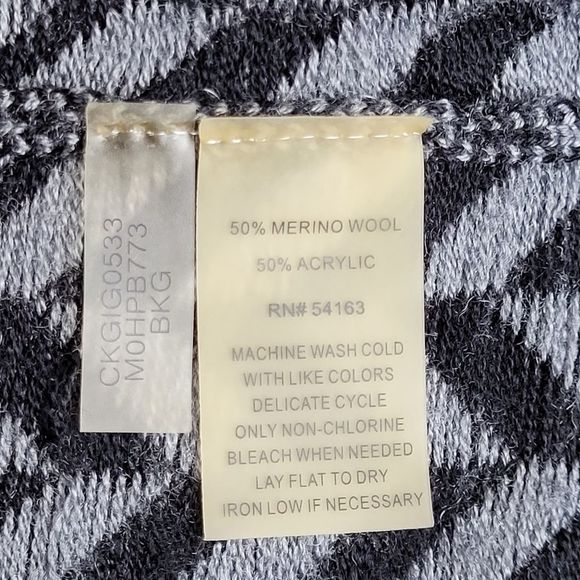 CKGIG0533
M0HPB773
BKG
50% MERINO WOOL
50% ACRYLIC
RN# 54163
MACHINE WASH COLD
WITH LIKE COLORS
DELICATE CYCLE
ONLY NON-CHLORINE
BLEACH WHEN NEEDED
LAY FLAT TO DRY
IRON LOW IF NECESSARY